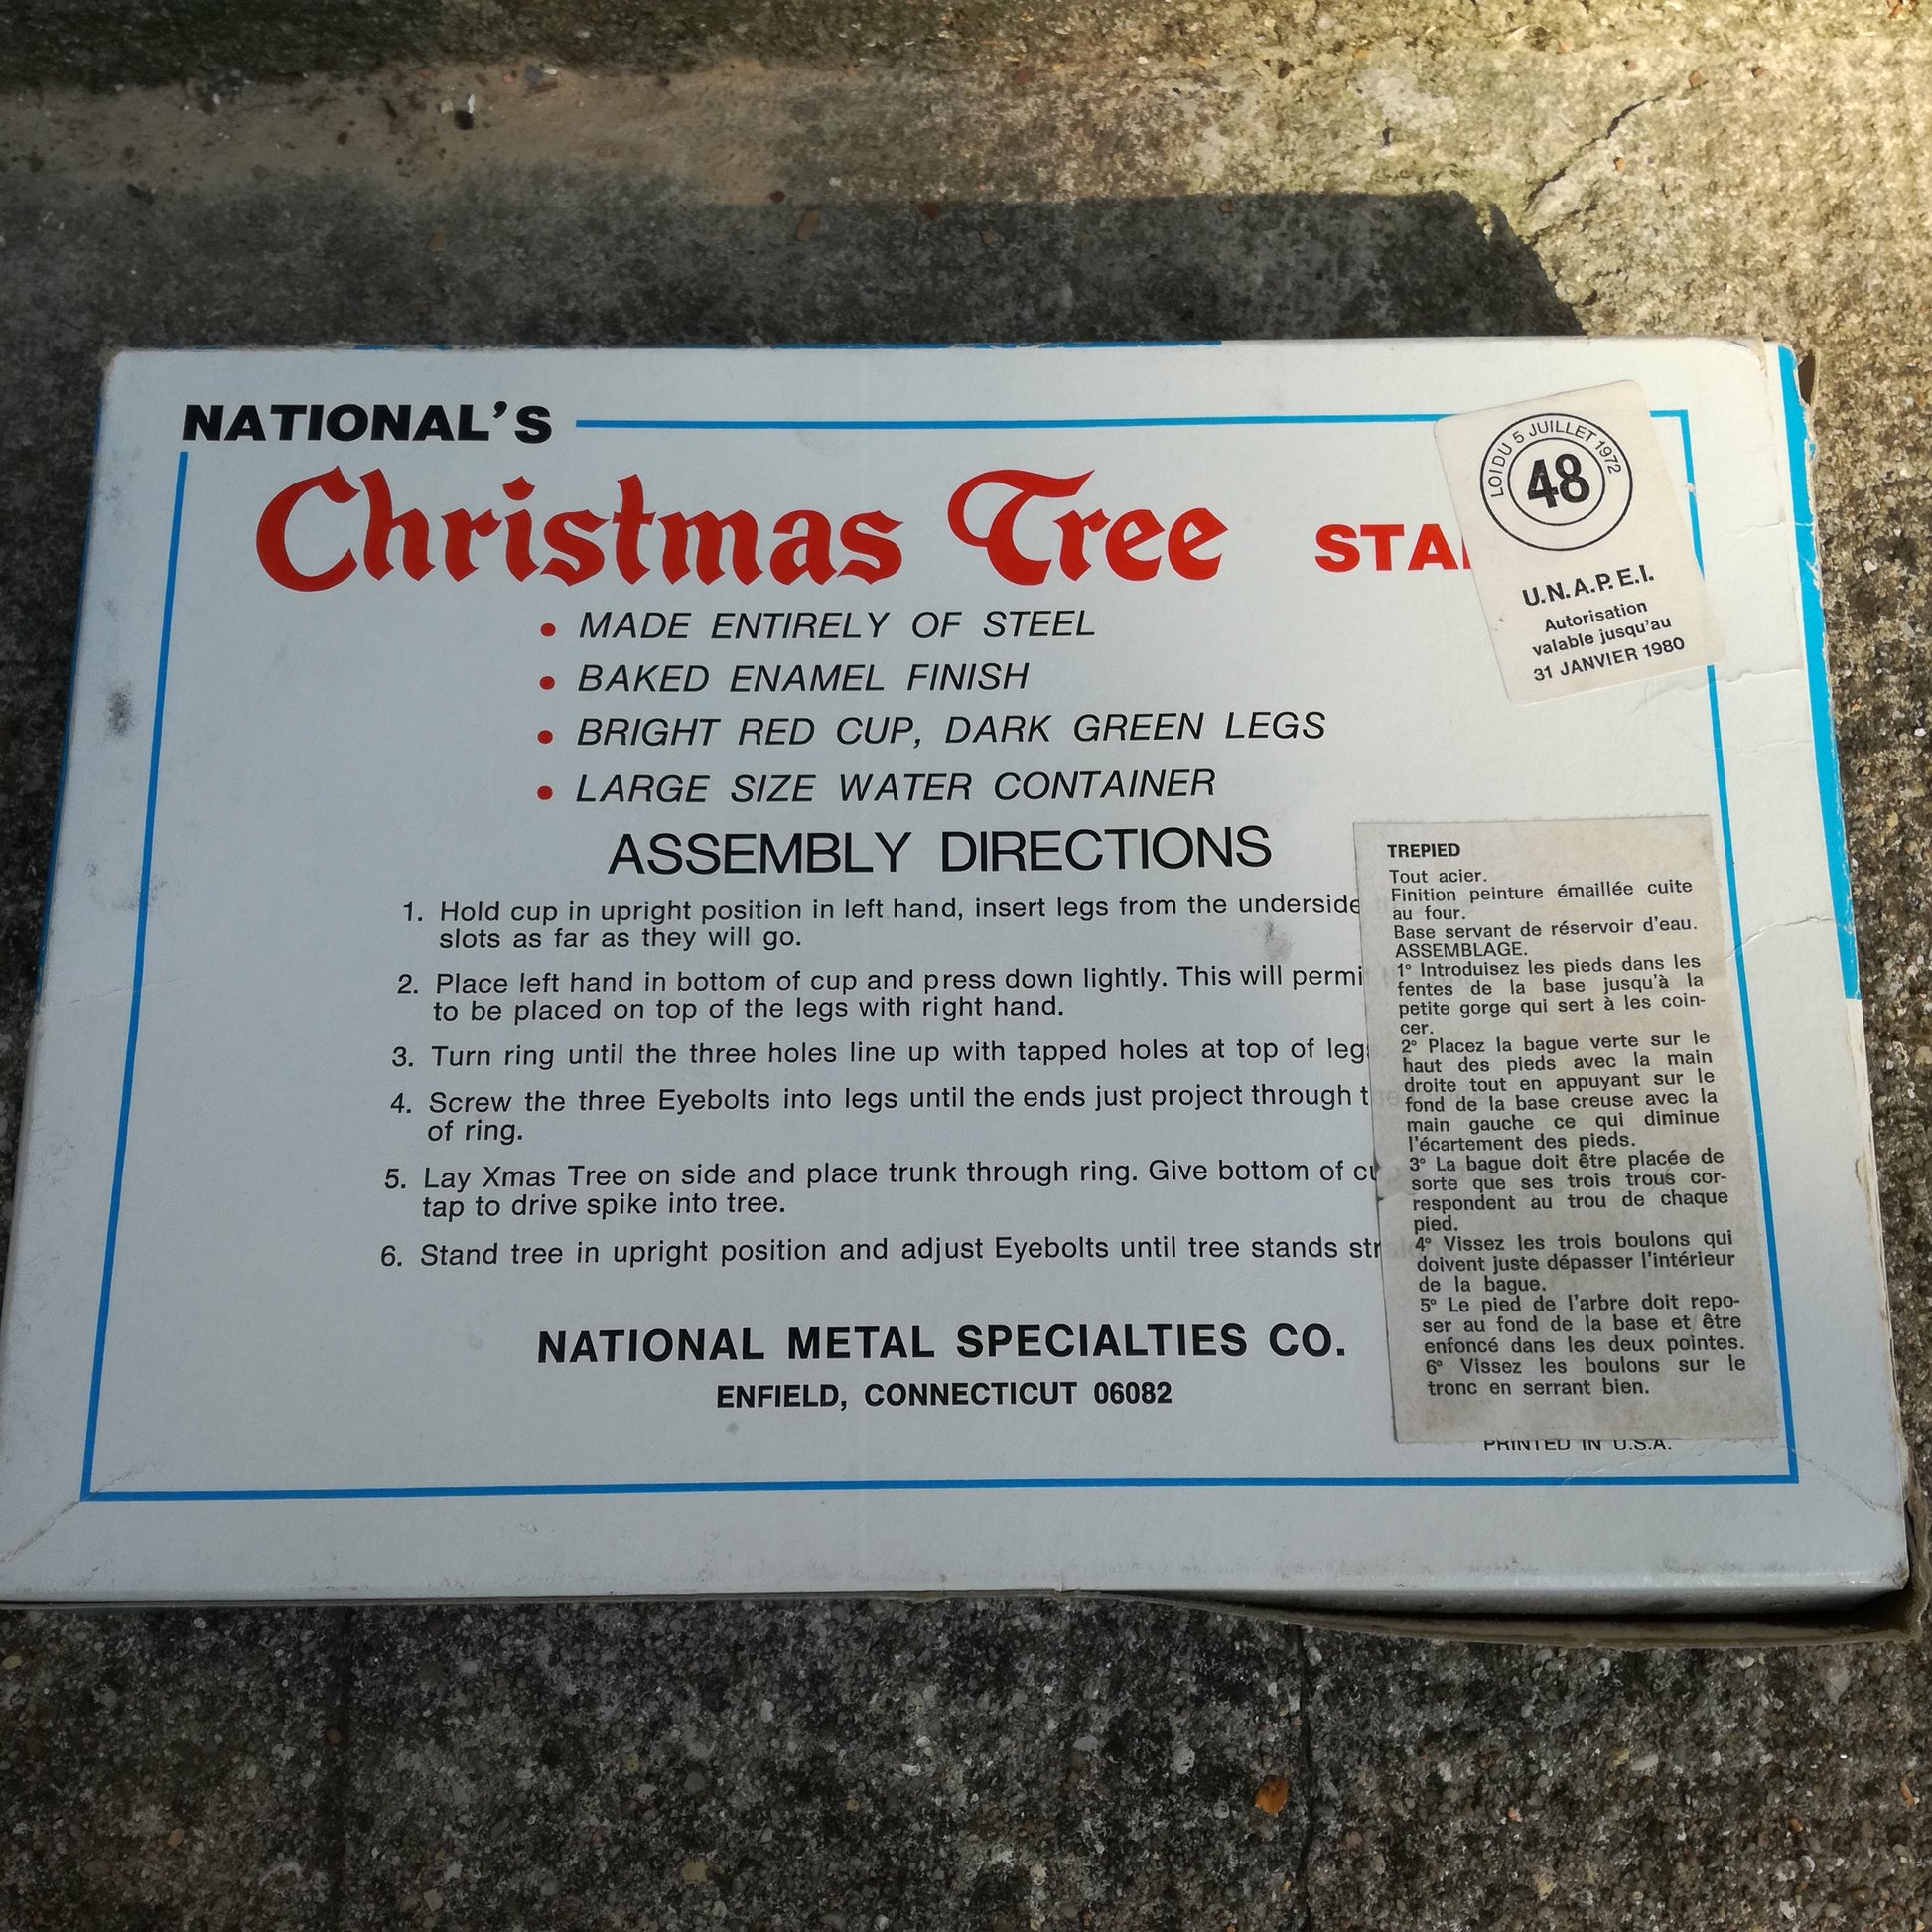 NATIONAL'S
Christmas Tree STA
• MADE ENTIRELY OF STEEL
• BAKED ENAMEL FINISH
• BRIGHT RED CUP, DARK GREEN LEGS
• LARGE SIZE WATER CONTAINER
ASSEMBLY DIRECTIONS
1. Hold cup in upright position in left hand, insert legs from the underside
slots as far as they will go.
2. Place left hand in bottom of cup and press down lightly. This will permi
to be placed on top of the legs with right hand.
3. Turn ring until the three holes line up with tapped holes at top of leg
4. Screw the three Eyebolts into legs until the ends just project through t
of ring.
5. Lay Xmas Tree on side and place trunk through ring. Give bottom of cu
tap to drive spike into tree.
6. Stand tree in upright position and adjust Eyebolts until tree stands str
NATIONAL METAL SPECIALTIES CO.
ENFIELD, CONNECTICUT 06082
PRINTED IN U.S.A.
LOI DU 5 JUILLET 1972
48
U.N.A.P.E.I.
Autorisation
valable jusqu'au
31 JANVIER 1980
TREPIED
Tout acier.
Finition peinture émaillée cuite
au four.
Base servant de réservoir d'eau.
ASSEMBLAGE.
1° Introduisez les pieds dans les
fentes de la base jusqu'à la
petite gorge qui sert à les coin-
cer.
2° Placez la bague verte sur le
haut des pieds avec la main
droite tout en appuyant sur le
fond de la base creuse avec la
main gauche ce qui diminue
l'écartement des pieds.
3° La bague doit être placée de
sorte que ses trois trous cor-
respondent au trou de chaque
pied.
4° Vissez les trois boulons qui
doivent juste dépasser l'intérieur
de la bague.
5° Le pied de l'arbre doit repo-
ser au fond de la base et être
enfoncé dans les deux pointes.
6° Vissez les boulons sur le
tronc en serrant bien.